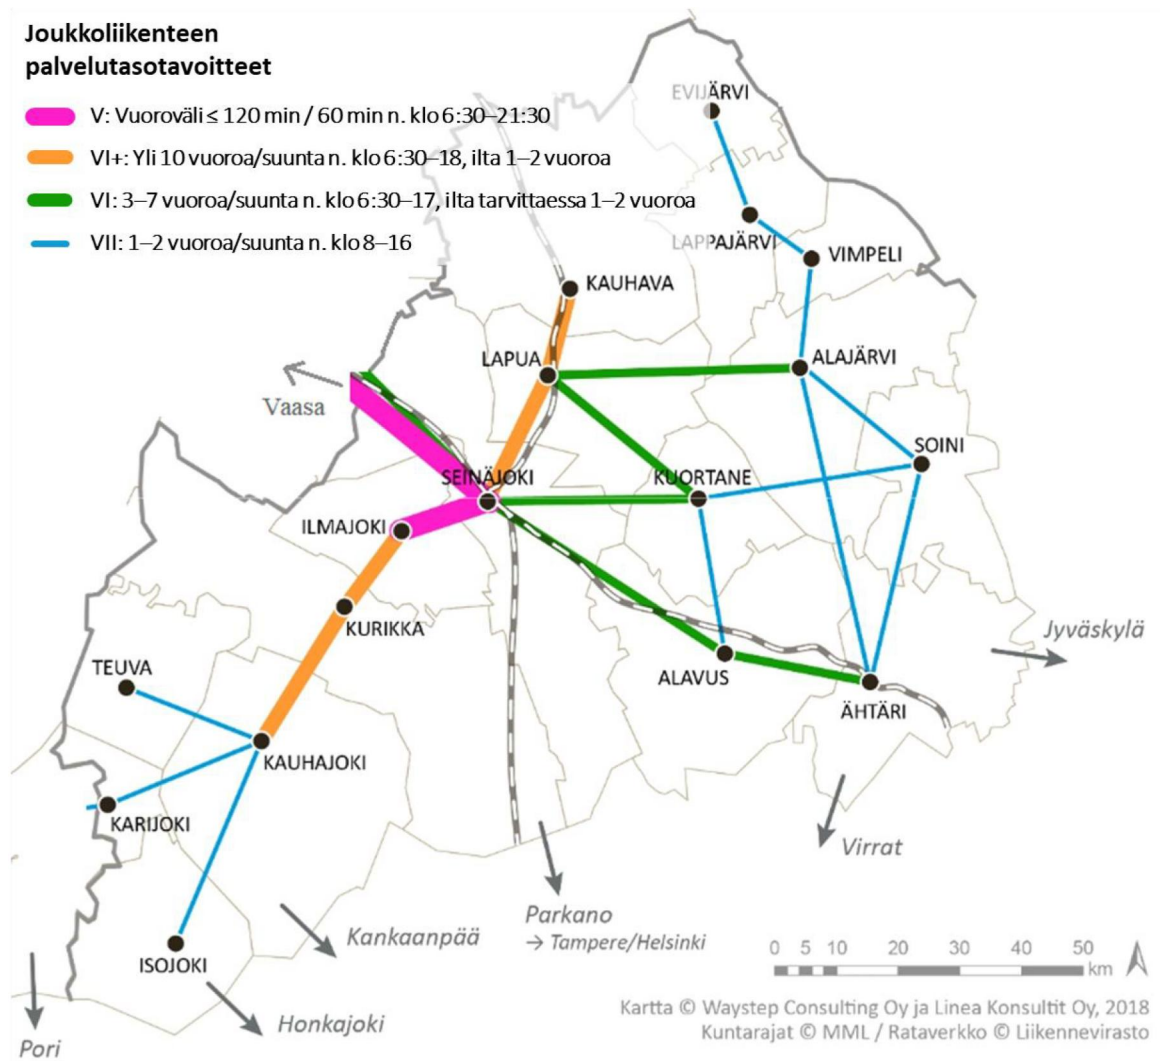 Joukkoliikenteen
palvelutasotavoitteet
V: Vuoroväli ≤ 120 min / 60 min n. klo 6:30–21:30
VI+: Yli 10 vuoroa/suunta n. klo 6:30–18, ilta 1–2 vuoroa
VI: 3–7 vuoroa/suunta n. klo 6:30–17, ilta tarvittaessa 1–2 vuoroa
VII: 1–2 vuoroa/suunta n. klo 8–16
EVIJÄRVI
LAPPAJÄRVI
VIMPELI
KAUHAVA
LAPUA
ALAJÄRVI
Vaasa
SOINI
SEINÄJOKI
KUORTANE
ILMAJOKI
KURIKKA
Jyväskylä
TEUVA
ALAVUS
ÄHTÄRI
KAUHAJOKI
KARIJOKI
Virrat
Parkano
→ Tampere/Helsinki
Kankaanpää
ISOJOKI
Honkajoki
Pori
0 5 10 20 30 40 50
km
Kartta © Waystep Consulting Oy ja Linea Konsultit Oy, 2018
Kuntarajat © MML / Rataverkko © Liikennevirasto